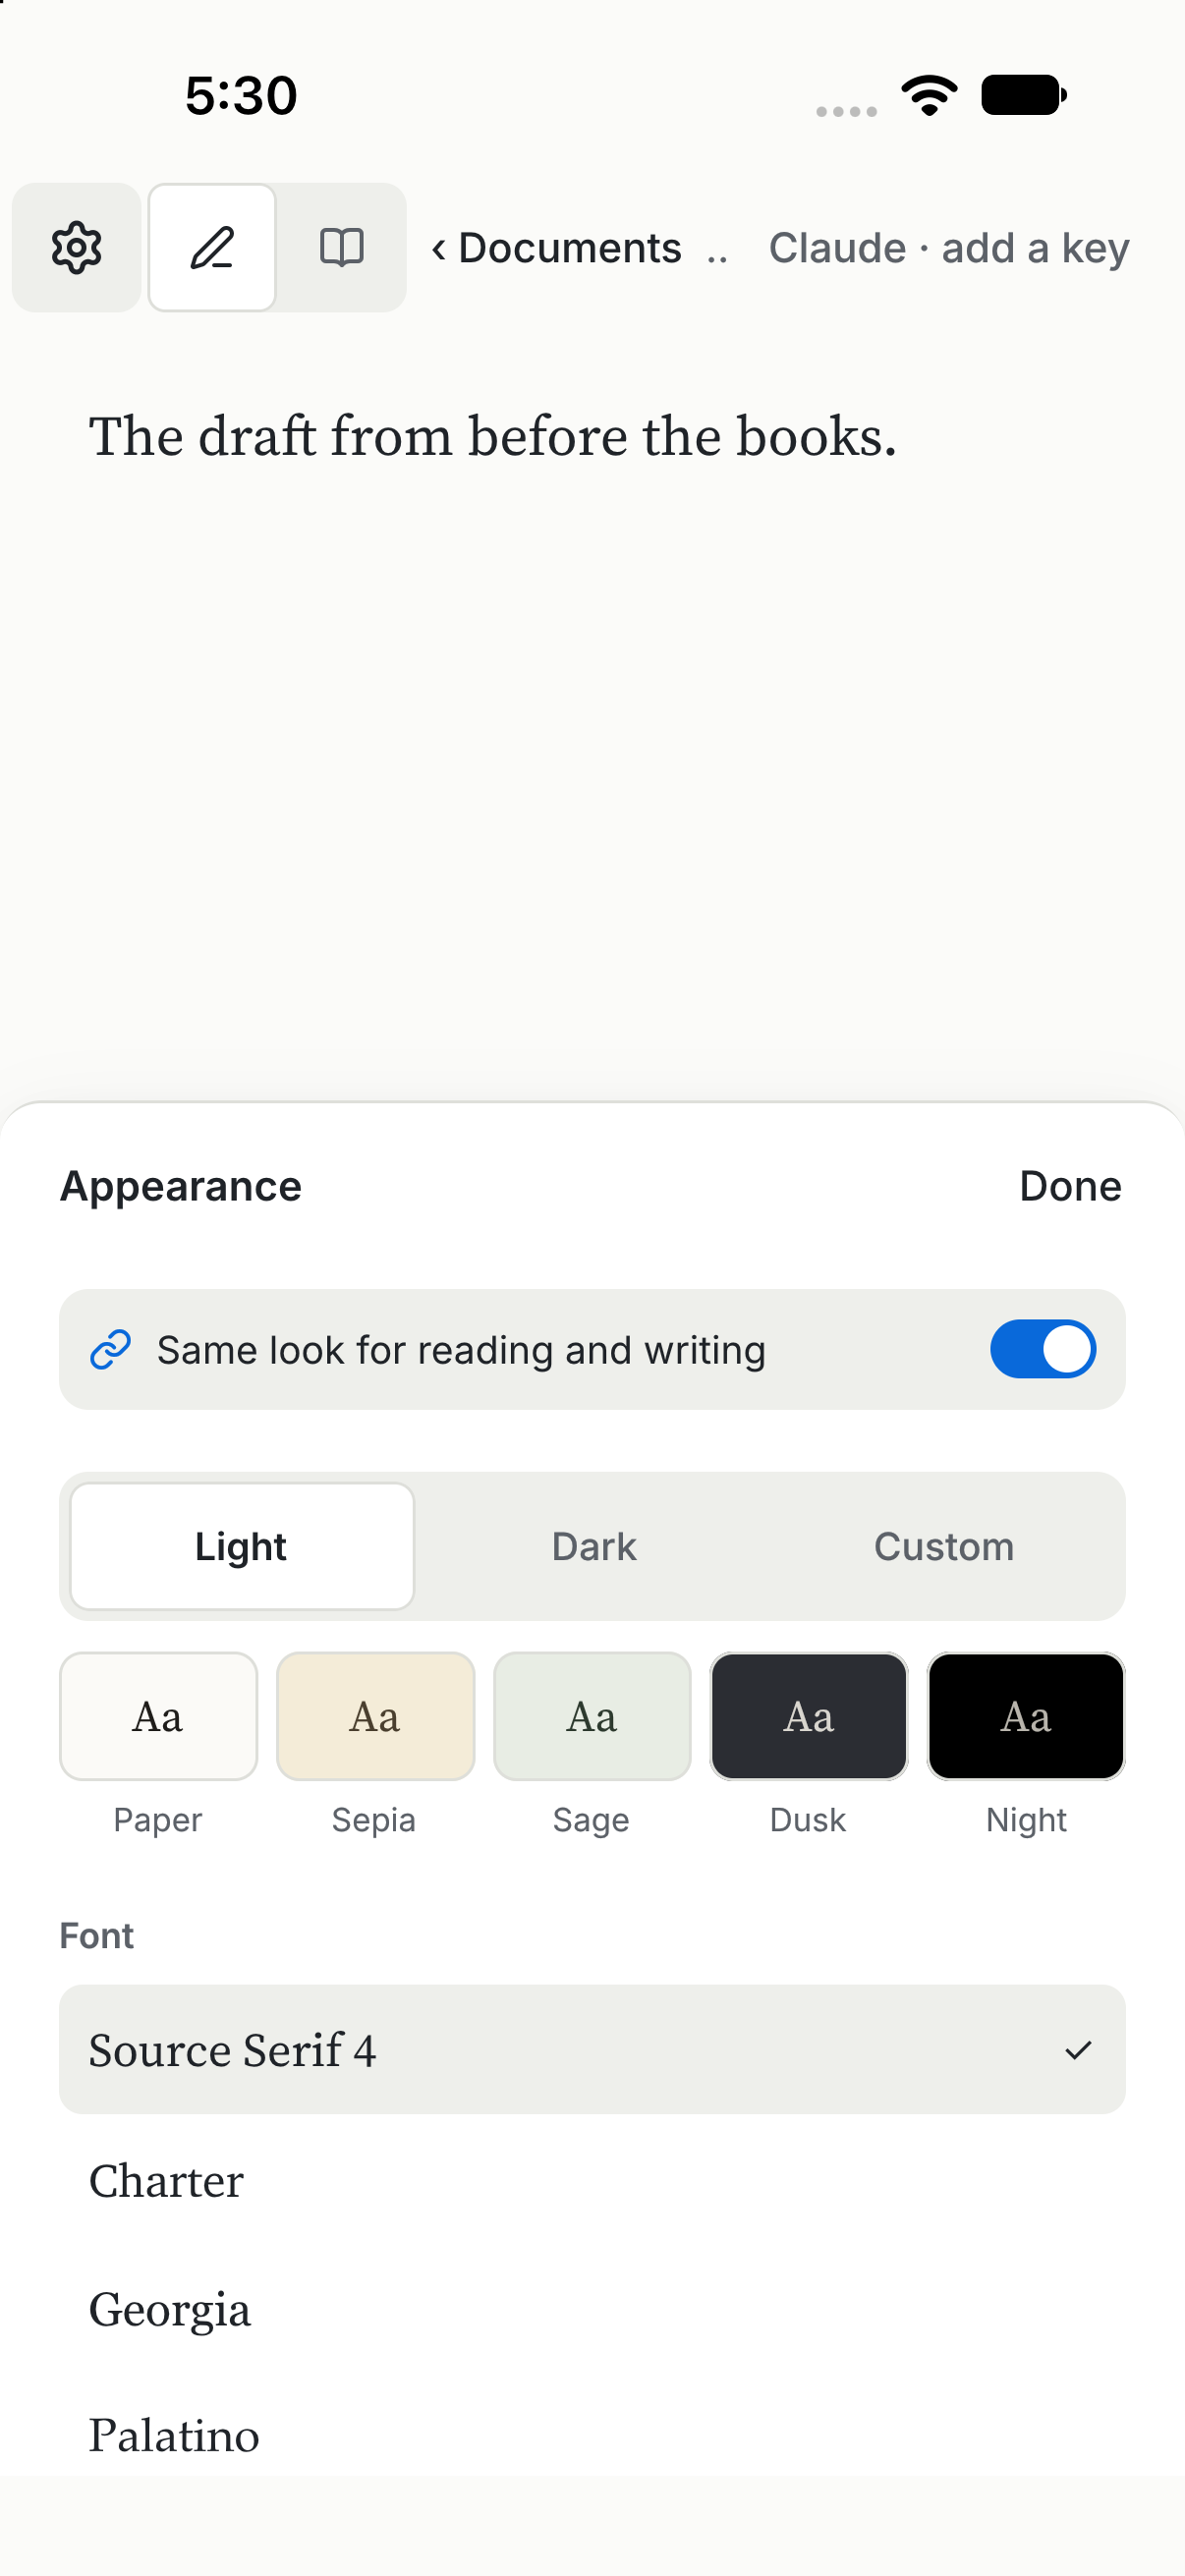 5:30
‹ Documents .. Claude · add a key
The draft from before the books.
Appearance Done
Same look for reading and writing
Light Dark Custom
Aa Aa Aa Aa Aa
Paper Sepia Sage Dusk Night
Font
Source Serif 4
Charter
Georgia
Palatino